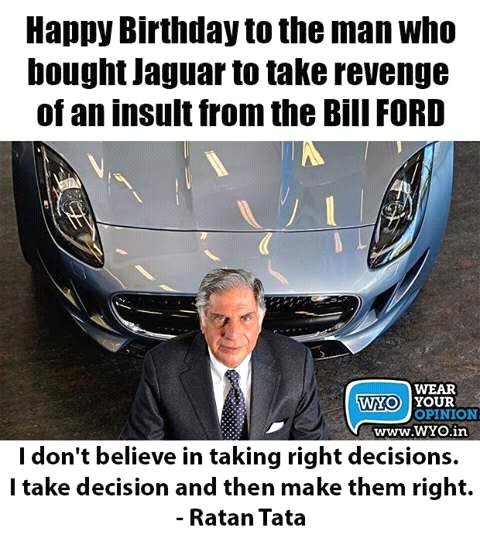 Happy Birthday to the man who
bought Jaguar to take revenge
of an insult from the Bill FORD
WYO
WEAR
YOUR
OPINION
www.WYO.in
I don't believe in taking right decisions.
I take decision and then make them right.
- Ratan Tata